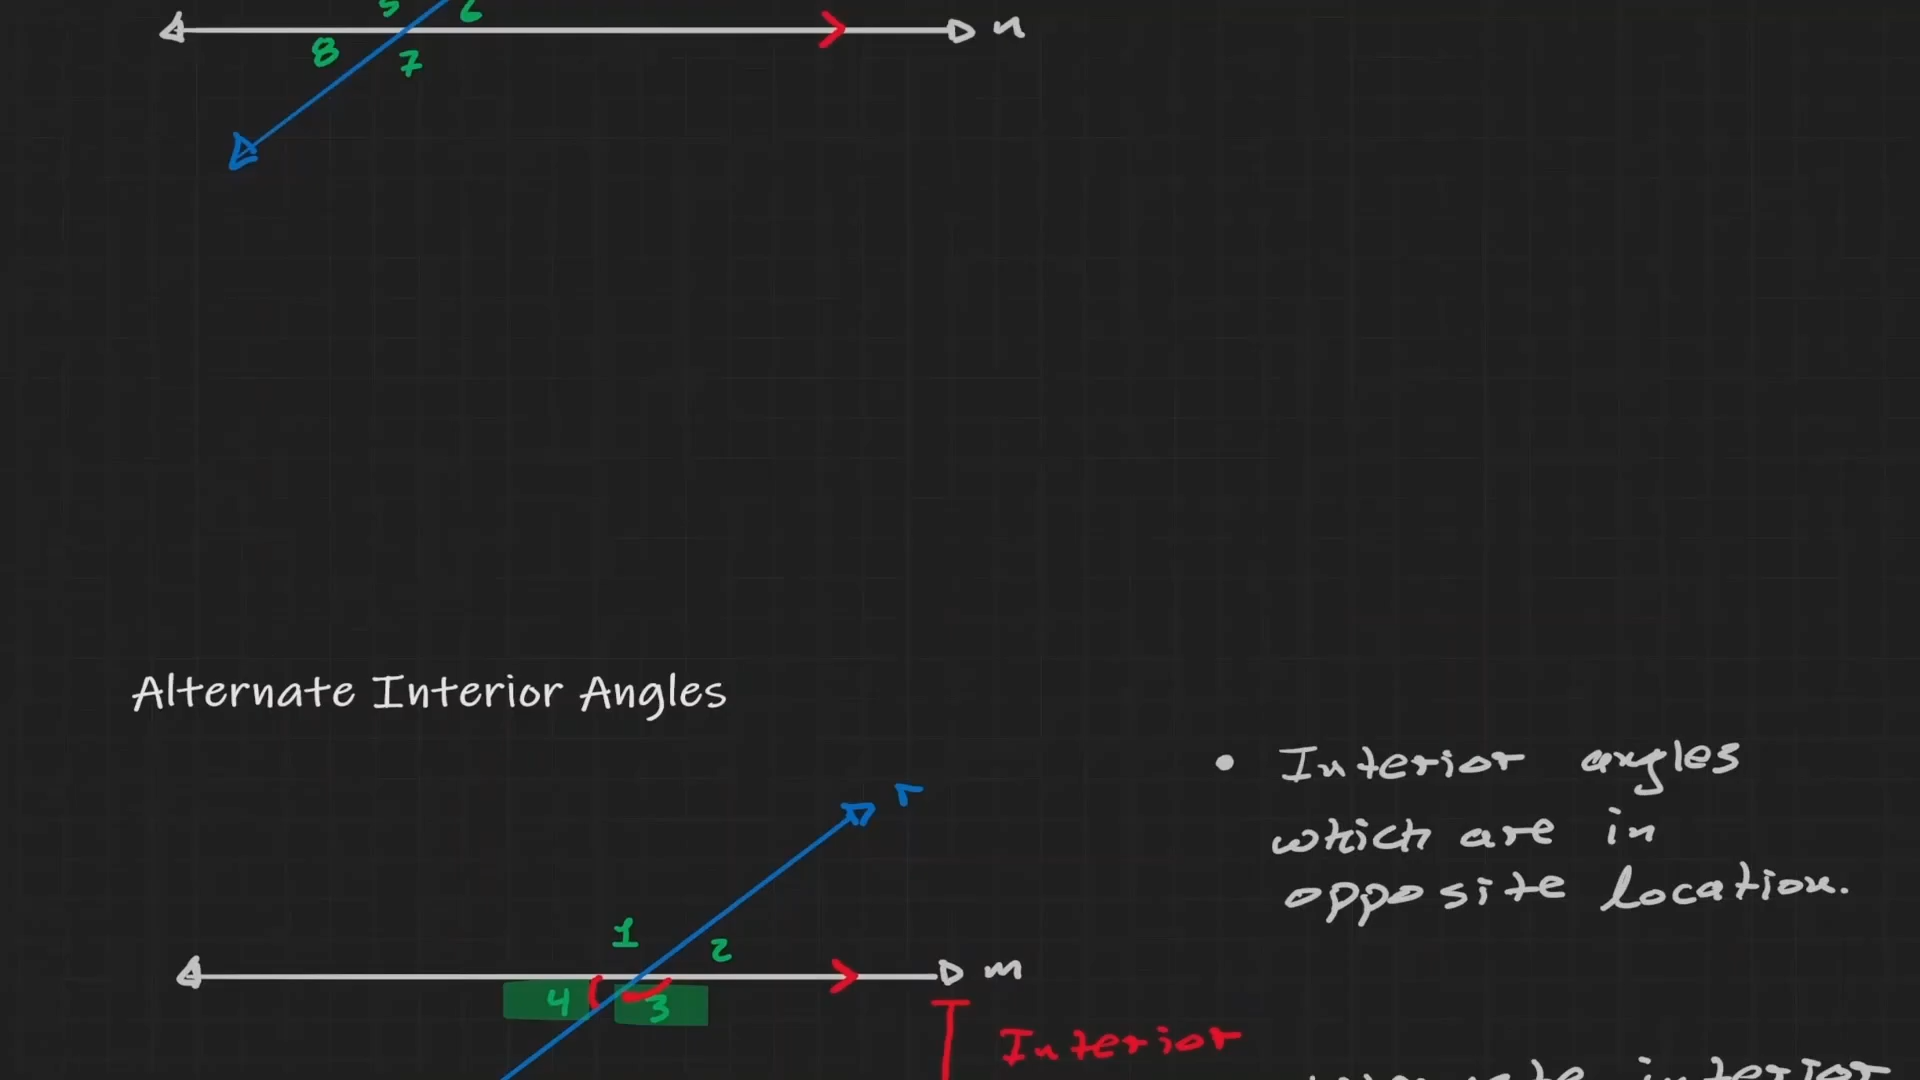 5 6
n
8 7
Alternate Interior Angles
• Interior angles
which are in
opposite location.
r
1 2
m
4 3
Interior
interior